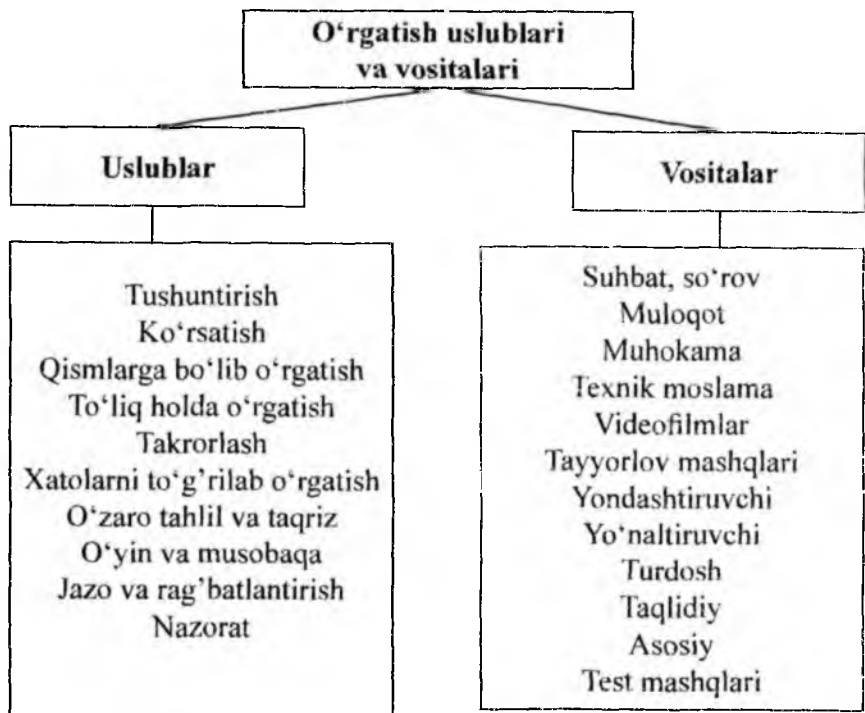 O‘rgatish uslublari
va vositalari
Uslublar
Tushuntirish
Ko‘rsatish
Qismlarga bo‘lib o‘rgatish
To‘liq holda o‘rgatish
Takrorlash
Xatolarni to‘g’rilab o‘rgatish
O‘zaro tahlil va taqriz
O‘yin va musobaqa
Jazo va rag’batlantirish
Nazorat
Vositalar
Suhbat, so‘rov
Muloqot
Muhokama
Texnik moslama
Videofilmlar
Tayyorlov mashqlari
Yondashtiruvchi
Yo‘naltiruvchi
Turdosh
Taqlidiy
Asosiy
Test mashqlari